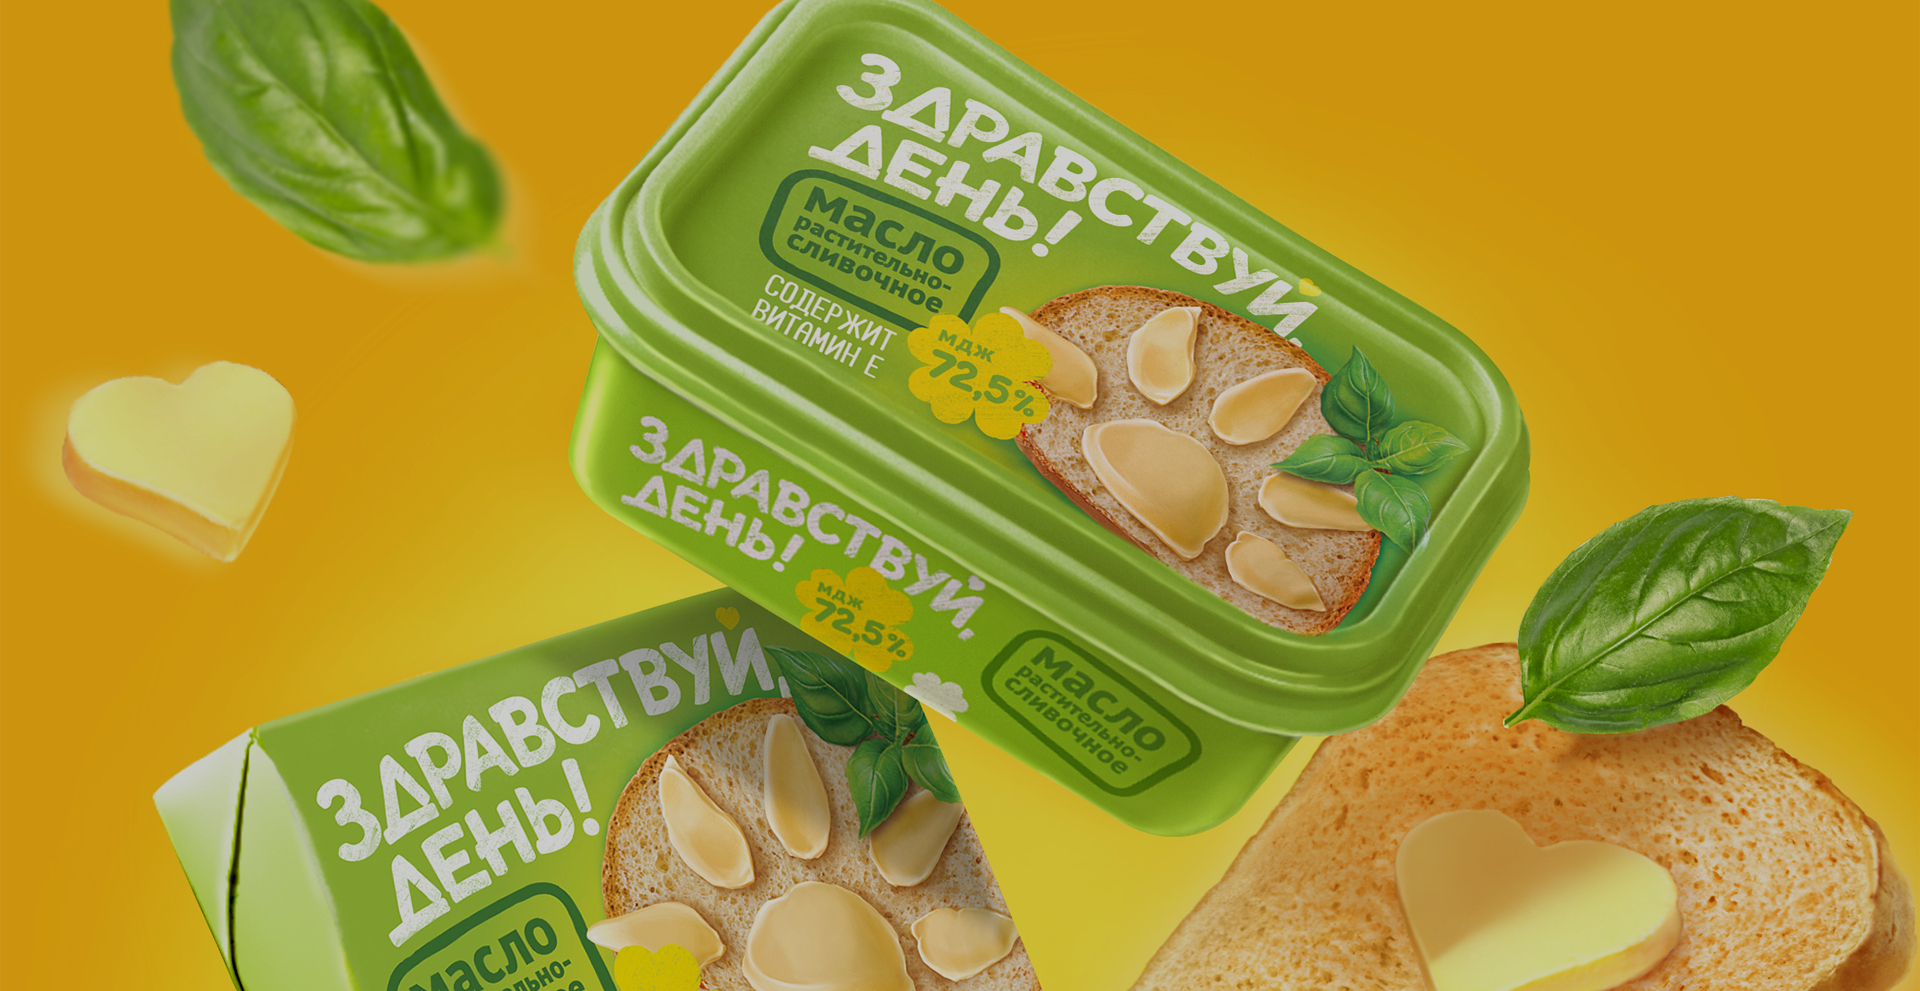 ЗДРАВСТВУЙ,
ДЕНЬ!
масло
растительно-
сливочное
СОДЕРЖИТ
ВИТАМИН Е
МДЖ
72,5%
ЗДРАВСТВУЙ,
ДЕНЬ!
МДЖ
72,5%
масло
растительно-
сливочное
ЗДРАВСТВУЙ,
ДЕНЬ!
масло